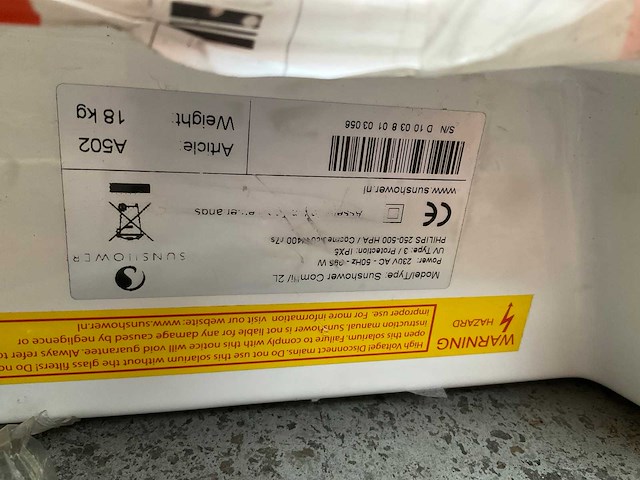 WARNING
HAZARD
High Voltage! Disconnect mains. Do not use this solarium without the glass filters! Do no
open this solarium. Failure to comply with this notice will void guarantee. Always refer to
instruction manual. SunShower is not liable for any damage caused by negligence or
improper use. For more information visit our website: www.sunshower.nl
Model/Type: Sunshower 2L
Power: 230V AC - 50Hz - W
UV Type: 3 / Protection: IPX5
PHILIPS 250-500 HPA / r7s
SUNSHOWER
CE
www.sunshower.nl
S/N D 10 03 8 01 03 056
Article A502
Weight 18 kg